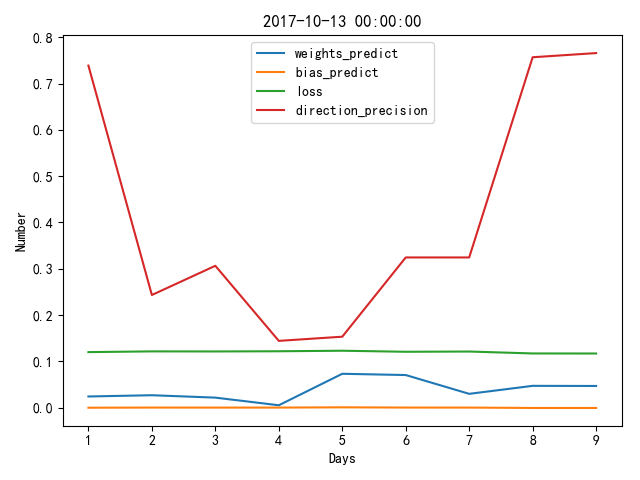 2017-10-13 00:00:00
weights_predict
bias_predict
loss
direction_precision
Number
0.8
0.7
0.6
0.5
0.4
0.3
0.2
0.1
0.0
1 2 3 4 5 6 7 8 9
Days